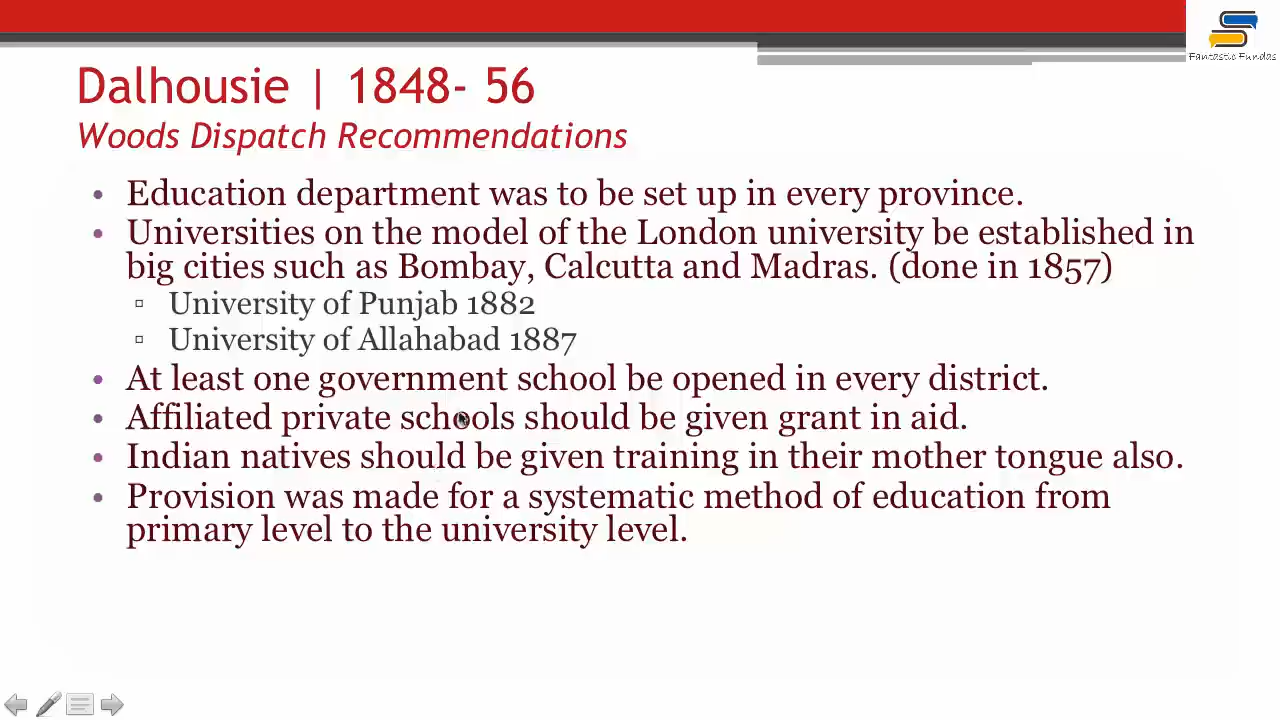 Fantastic Fundas
Dalhousie | 1848- 56
Woods Dispatch Recommendations
• Education department was to be set up in every province.
• Universities on the model of the London university be established in
big cities such as Bombay, Calcutta and Madras. (done in 1857)
▫ University of Punjab 1882
▫ University of Allahabad 1887
• At least one government school be opened in every district.
• Affiliated private schools should be given grant in aid.
• Indian natives should be given training in their mother tongue also.
• Provision was made for a systematic method of education from
primary level to the university level.